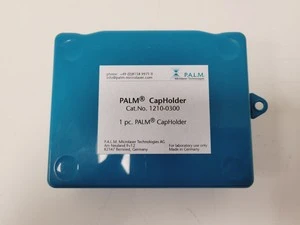 P.A.L.M.
PALM® CapHolder
Cat.No. 1210-0300
1 pc. PALM® CapHolder
P.A.L.M. Microlaser Technologies AG
Am Neuland 9+12
82347 Bernried, Germany
For laboratory use only
Made in Germany